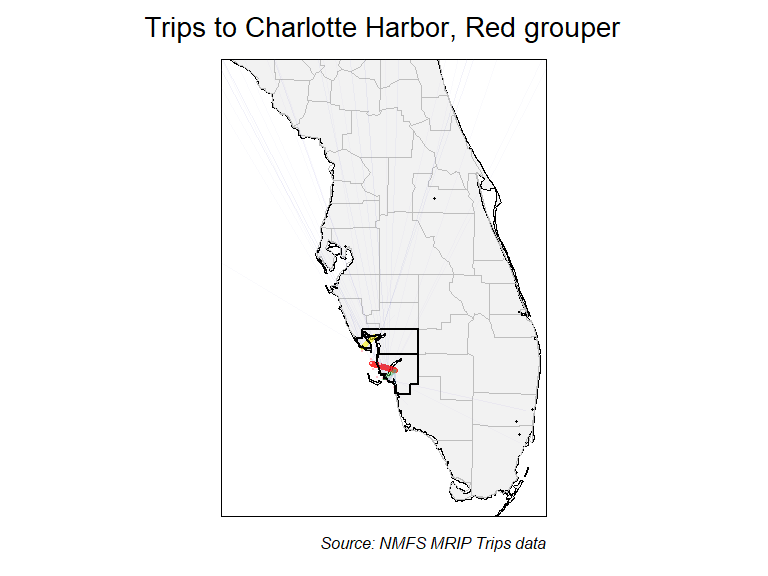 Trips to Charlotte Harbor, Red grouper
Source: NMFS MRIP Trips data